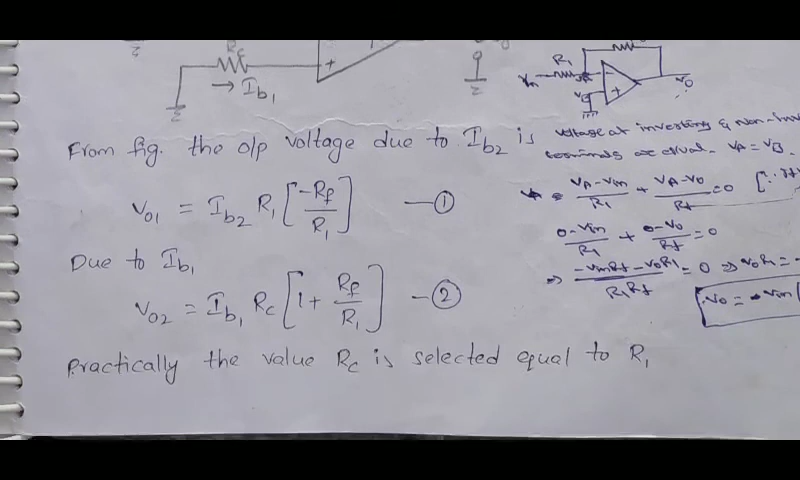 Rc
→ Ib1
R1
Vo
From fig. the o/p voltage due to Ib2 is
Vo1 = Ib2 R1 [-Rf/R1] —①
Due to Ib1
Vo2 = Ib1 Rc [1 + Rf/R1] —②
Practically the value Rc is selected equal to R1
Voltage at inverting & non-inv
terminals are equal. VA = VB.
VA-Vin/R1 + VA-Vo/Rf = 0
0-Vin/R1 + 0-Vo/Rf = 0
⇒ -VinRf - VoR1/R1Rf = 0 ⇒ VoR1 = -